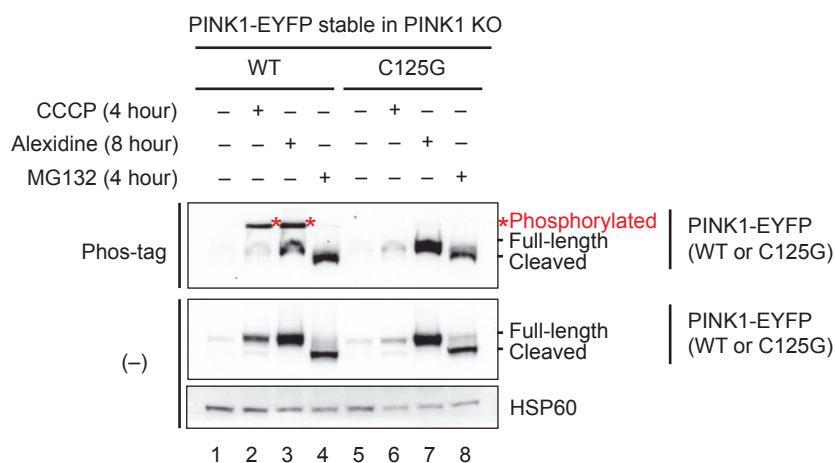 PINK1-EYFP stable in PINK1 KO
WT C125G
CCCP (4 hour) – + – – – + – –
Alexidine (8 hour) – – + – – – + –
MG132 (4 hour) – – – + – – – +
Phos-tag
* *
*Phosphorylated
Full-length
Cleaved
PINK1-EYFP
(WT or C125G)
(–)
Full-length
Cleaved
PINK1-EYFP
(WT or C125G)
HSP60
1 2 3 4 5 6 7 8